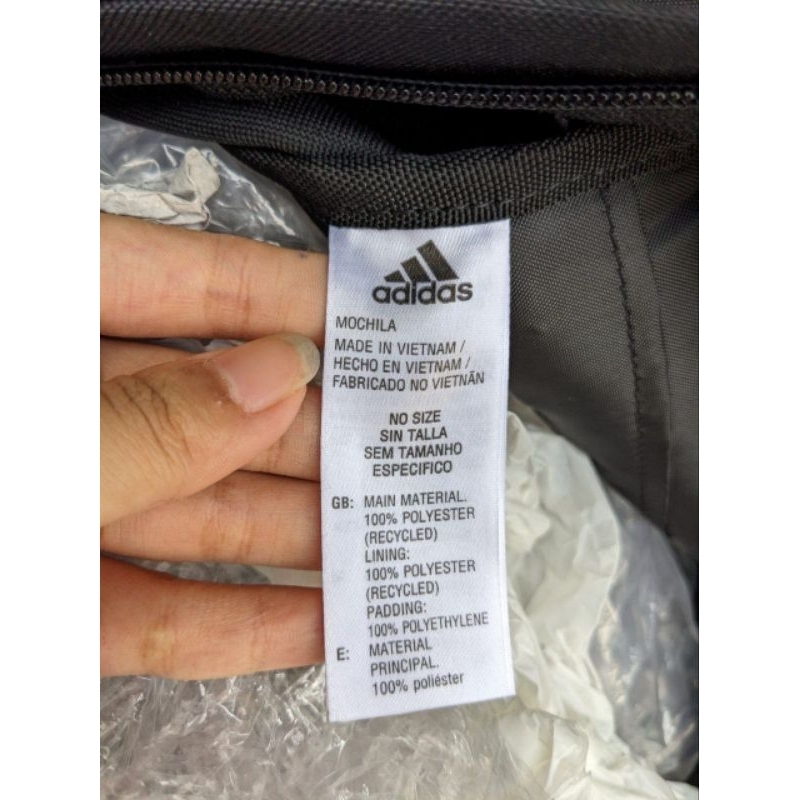 adidas
MOCHILA
MADE IN VIETNAM /
HECHO EN VIETNAM /
FABRICADO NO VIETNÃN
NO SIZE
SIN TALLA
SEM TAMANHO
ESPECIFICO
GB: MAIN MATERIAL.
100% POLYESTER
(RECYCLED)
LINING:
100% POLYESTER
(RECYCLED)
PADDING:
100% POLYETHYLENE
E: MATERIAL
PRINCIPAL.
100% poliéster